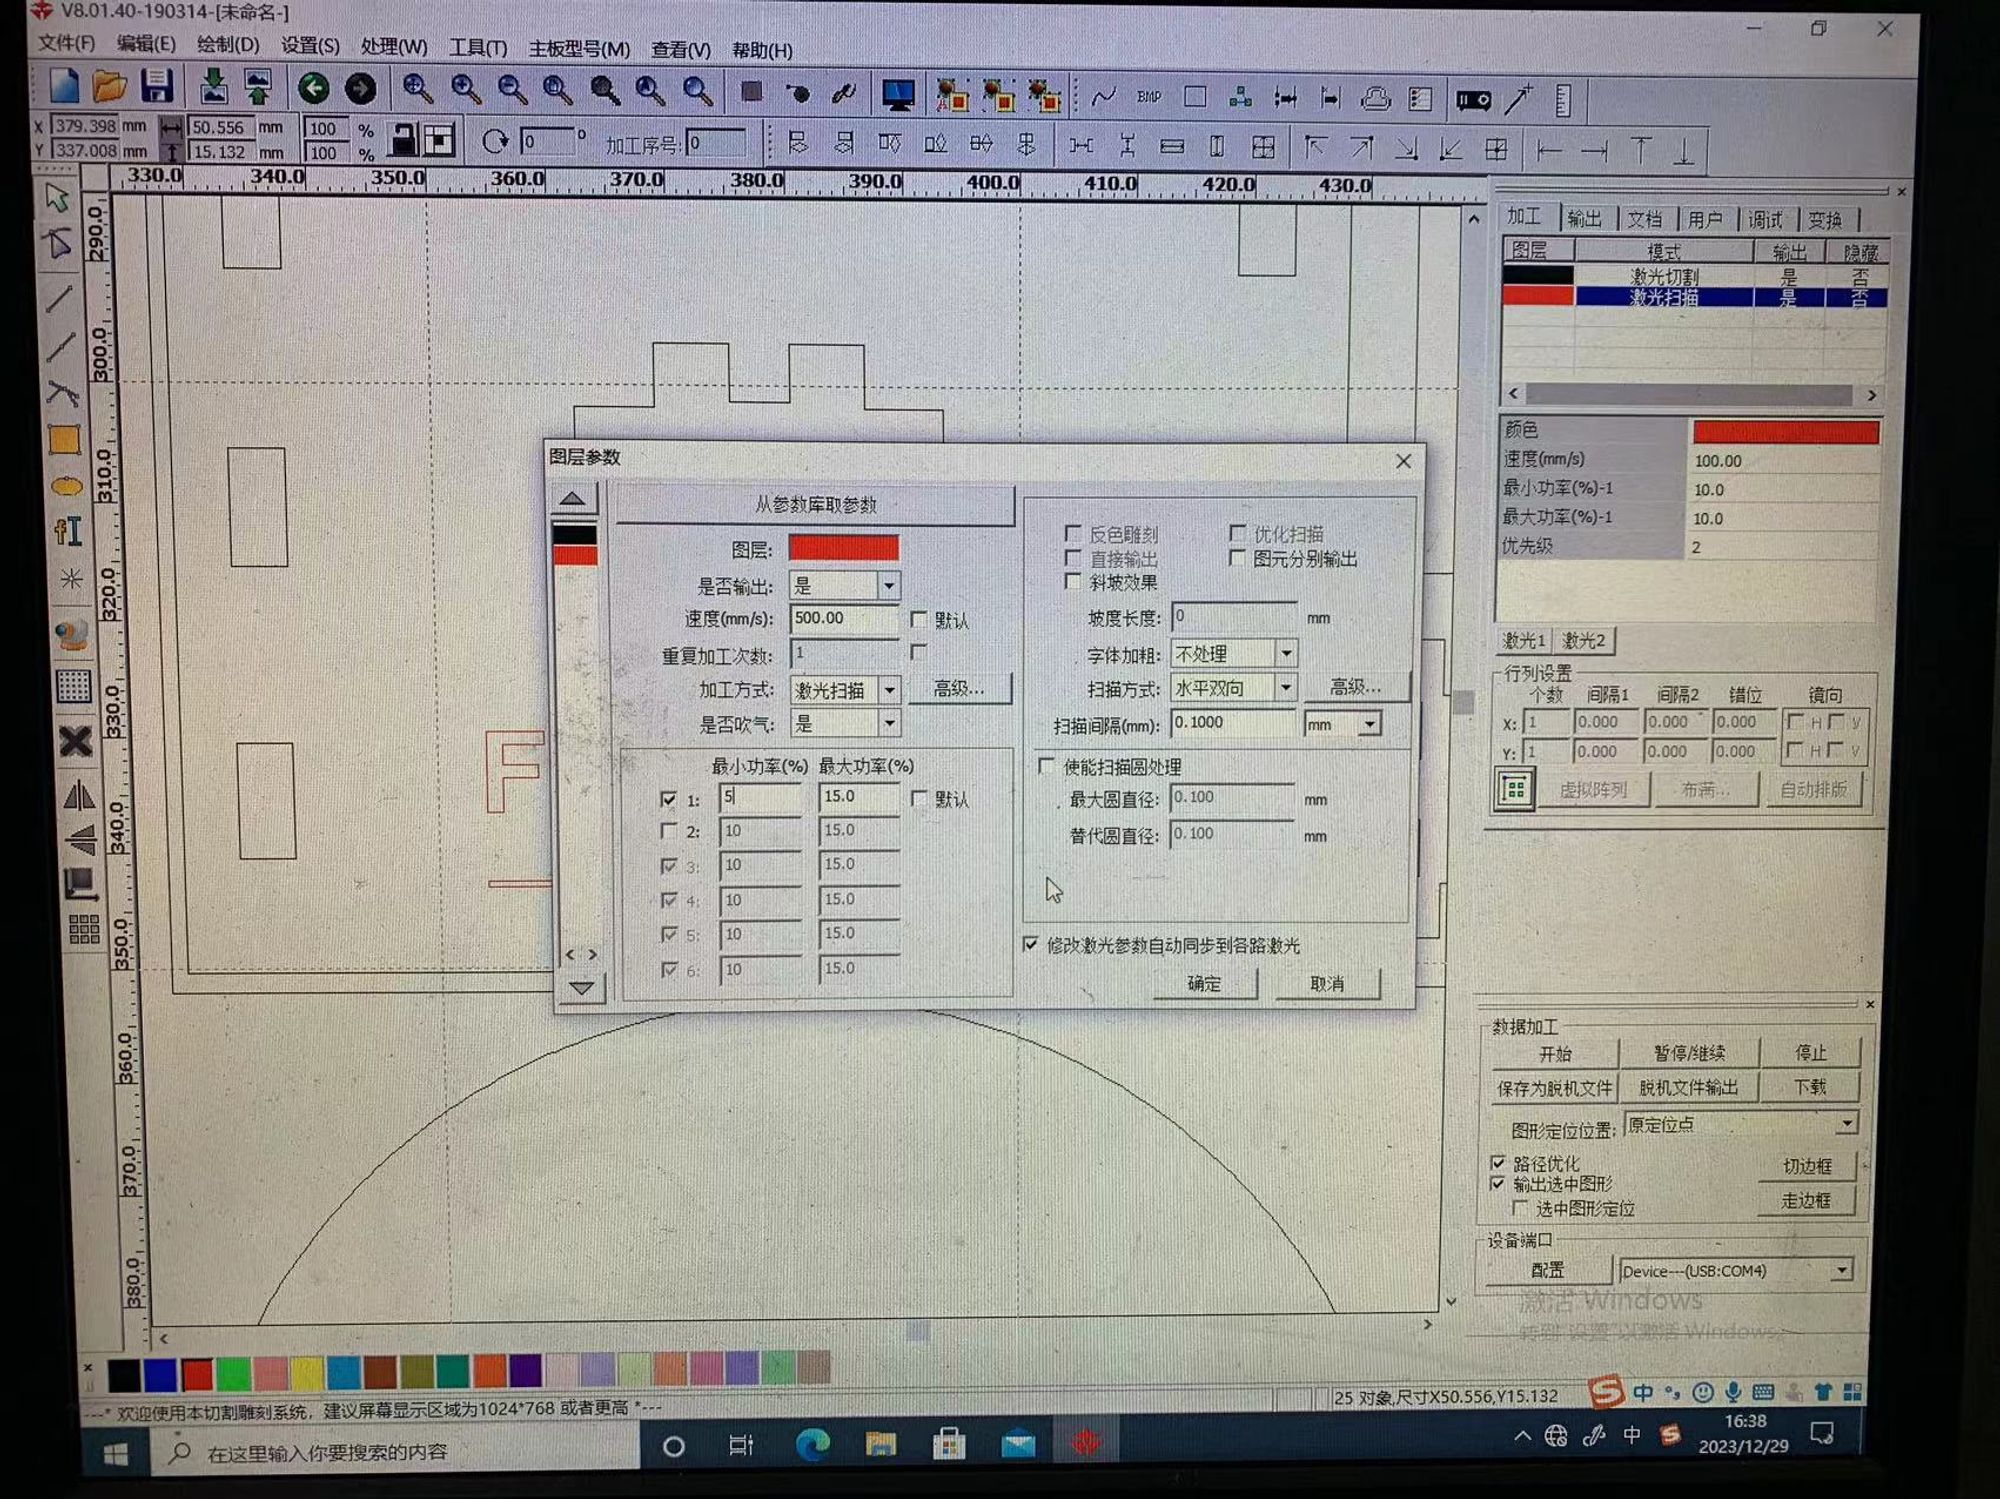 V8.01.40-190314-[未命名-]
文件(F) 编辑(E) 绘制(D) 设置(S) 处理(W) 工具(T) 主板型号(M) 查看(V) 帮助(H)
BMP
X 379.398 mm 50.556 mm 100 %
Y 337.008 mm 15.132 mm 100 %
0 ° 加工序号: 0
330.0 340.0 350.0 360.0 370.0 380.0 390.0 400.0 410.0 420.0 430.0
290.0
300.0
310.0
320.0
330.0
340.0
350.0
360.0
370.0
380.0
F
图层参数
从参数库取参数
图层:
是否输出: 是
速度(mm/s): 500.00 默认
重复加工次数: 1
加工方式: 激光扫描 高级...
是否吹气: 是
最小功率(%) 最大功率(%)
1: 5 15.0 默认
2: 10 15.0
3: 10 15.0
4: 10 15.0
5: 10 15.0
6: 10 15.0
反色雕刻 优化扫描
直接输出 图元分别输出
斜坡效果
坡度长度: 0 mm
字体加粗: 不处理
扫描方式: 水平双向 高级...
扫描间隔(mm): 0.1000 mm
使能扫描圆处理
最大圆直径: 0.100 mm
替代圆直径: 0.100 mm
修改激光参数自动同步到各路激光
确定 取消
加工 输出 文档 用户 调试 变换
图层 模式 输出 隐藏
激光切割 是 否
激光扫描 是 否
颜色
速度(mm/s) 100.00
最小功率(%)-1 10.0
最大功率(%)-1 10.0
优先级 2
激光1 激光2
行列设置
个数 间隔1 间隔2 错位 镜向
X: 1 0.000 0.000 0.000 H V
Y: 1 0.000 0.000 0.000 H V
虚拟阵列 布满... 自动排版
数据加工
开始 暂停/继续 停止
保存为脱机文件 脱机文件输出 下载
图形定位位置: 原定位点
路径优化 切边框
输出选中图形
选中图形定位 走边框
设备端口
配置 Device---(USB:COM4)
激活 Windows
转到"设置"以激活 Windows。
25 对象,尺寸X50.556,Y15.132
---* 欢迎使用本切割雕刻系统，建议屏幕显示区域为1024*768 或者更高 *---
中
在这里输入你要搜索的内容
中
16:38
2023/12/29